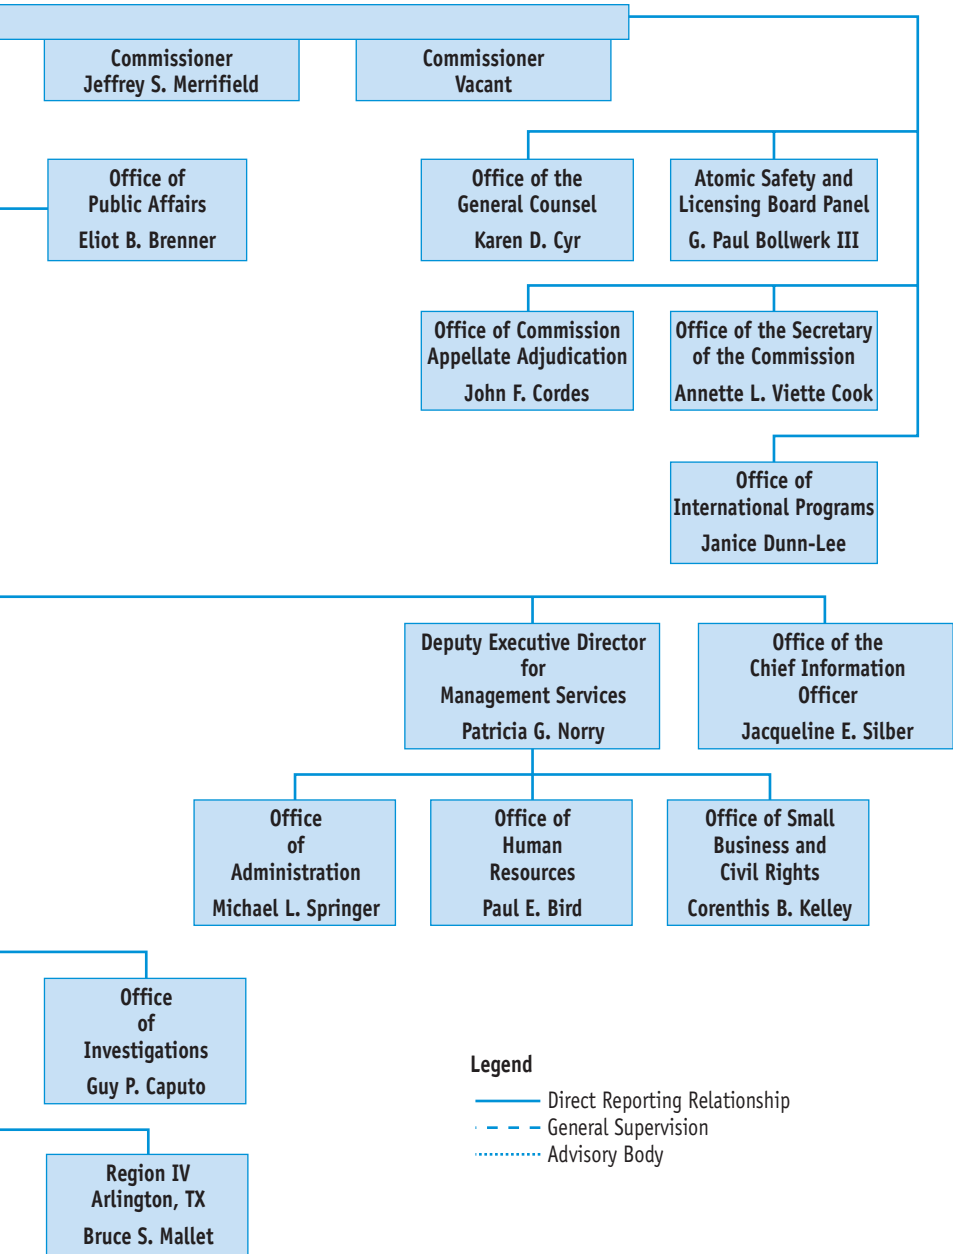 Commissioner
Jeffrey S. Merrifield
Commissioner
Vacant
Office of
Public Affairs
Eliot B. Brenner
Office of the
General Counsel
Karen D. Cyr
Atomic Safety and
Licensing Board Panel
G. Paul Bollwerk III
Office of Commission
Appellate Adjudication
John F. Cordes
Office of the Secretary
of the Commission
Annette L. Viette Cook
Office of
International Programs
Janice Dunn-Lee
Deputy Executive Director
for
Management Services
Patricia G. Norry
Office of the
Chief Information
Officer
Jacqueline E. Silber
Office
of
Administration
Michael L. Springer
Office of
Human
Resources
Paul E. Bird
Office of Small
Business and
Civil Rights
Corenthis B. Kelley
Office
of
Investigations
Guy P. Caputo
Legend
Direct Reporting Relationship
General Supervision
Advisory Body
Region IV
Arlington, TX
Bruce S. Mallet